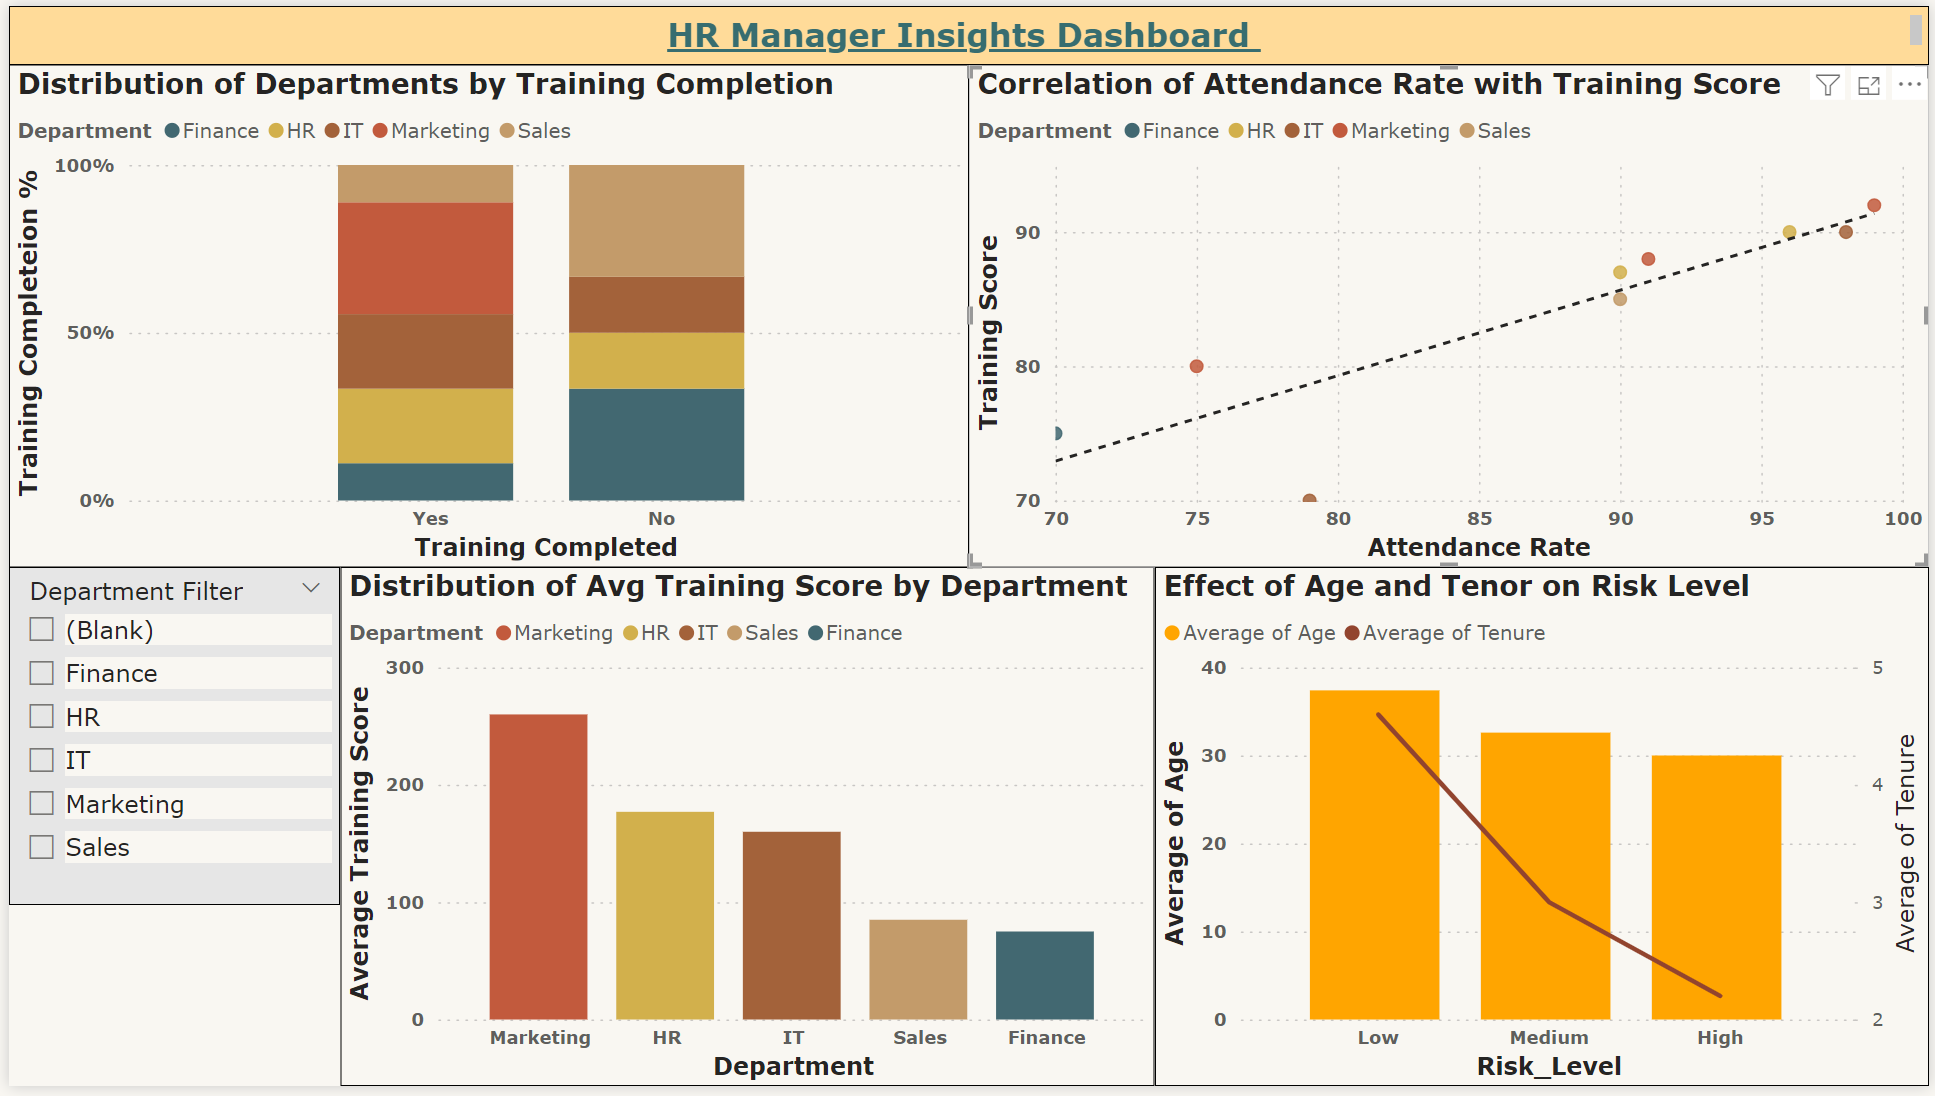 HR Manager Insights Dashboard
Distribution of Departments by Training Completion
Department Finance HR IT Marketing Sales
Training Completeion %
100%
50%
0%
Yes No
Training Completed
Correlation of Attendance Rate with Training Score
Department Finance HR IT Marketing Sales
Training Score
90
80
70
70 75 80 85 90 95 100
Attendance Rate
Department Filter
(Blank)
Finance
HR
IT
Marketing
Sales
Distribution of Avg Training Score by Department
Department Marketing HR IT Sales Finance
Average Training Score
300
200
100
0
Marketing HR IT Sales Finance
Department
Effect of Age and Tenor on Risk Level
Average of Age Average of Tenure
Average of Age
40
30
20
10
0
5
4
3
2
Average of Tenure
Low Medium High
Risk_Level